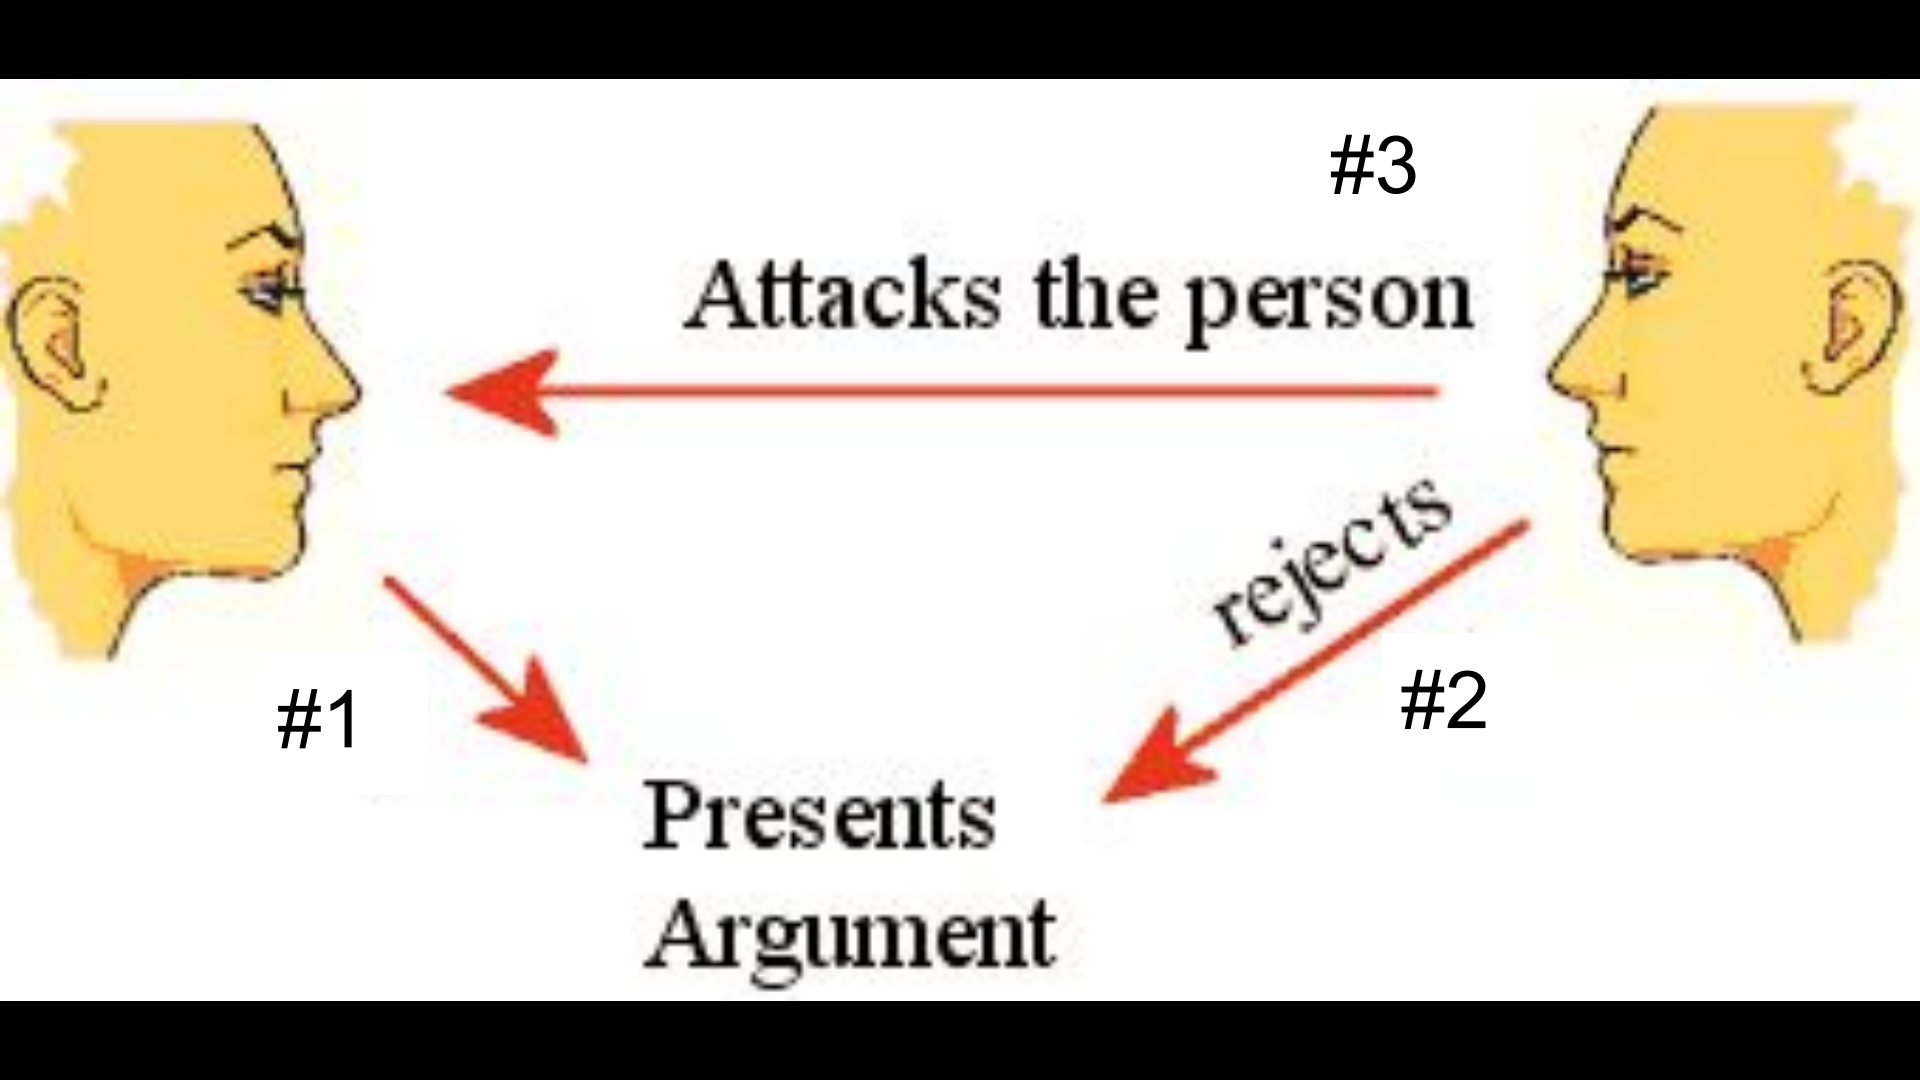 #3
Attacks the person
rejects
#1
#2
Presents
Argument